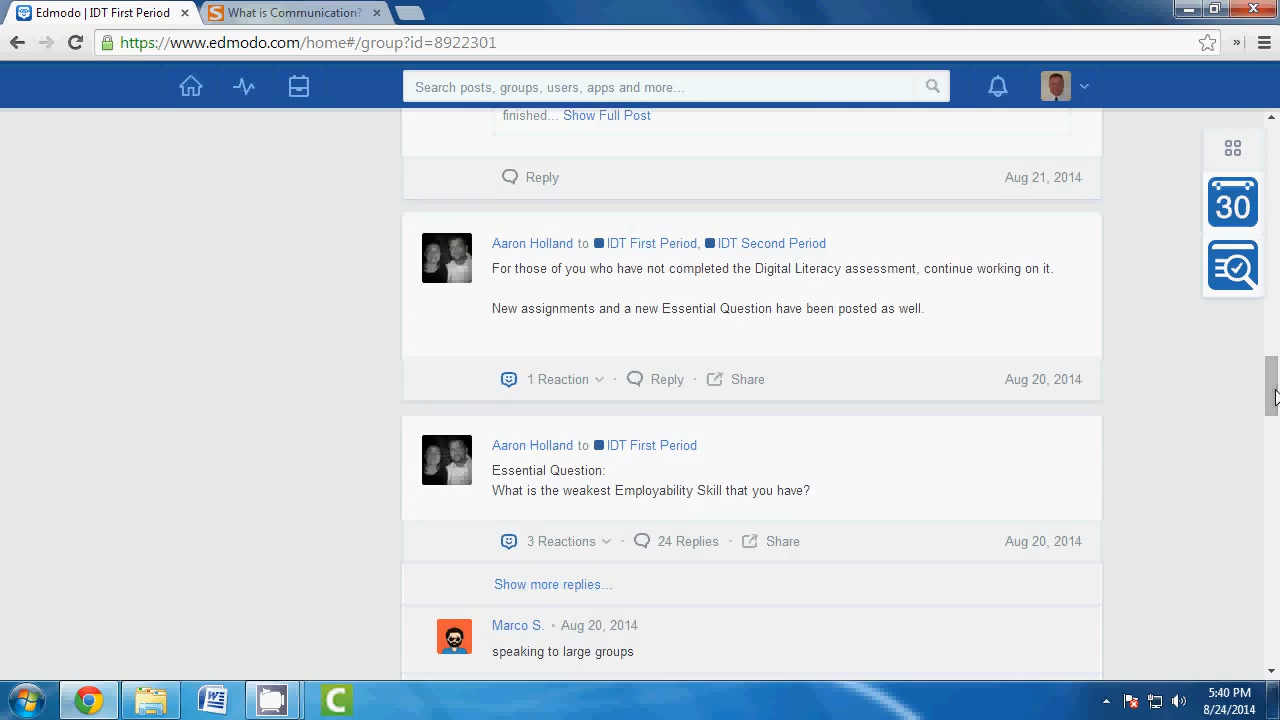 Edmodo | IDT First Period
What is Communication?
https://www.edmodo.com/home#/group?id=8922301
Search posts, groups, users, apps and more...
finished... Show Full Post
Reply Aug 21, 2014
30
Aaron Holland to IDT First Period, IDT Second Period
For those of you who have not completed the Digital Literacy assessment, continue working on it.
New assignments and a new Essential Question have been posted as well.
1 Reaction · Reply · Share Aug 20, 2014
Aaron Holland to IDT First Period
Essential Question:
What is the weakest Employability Skill that you have?
3 Reactions · 24 Replies · Share Aug 20, 2014
Show more replies...
Marco S. • Aug 20, 2014
speaking to large groups
5:40 PM
8/24/2014